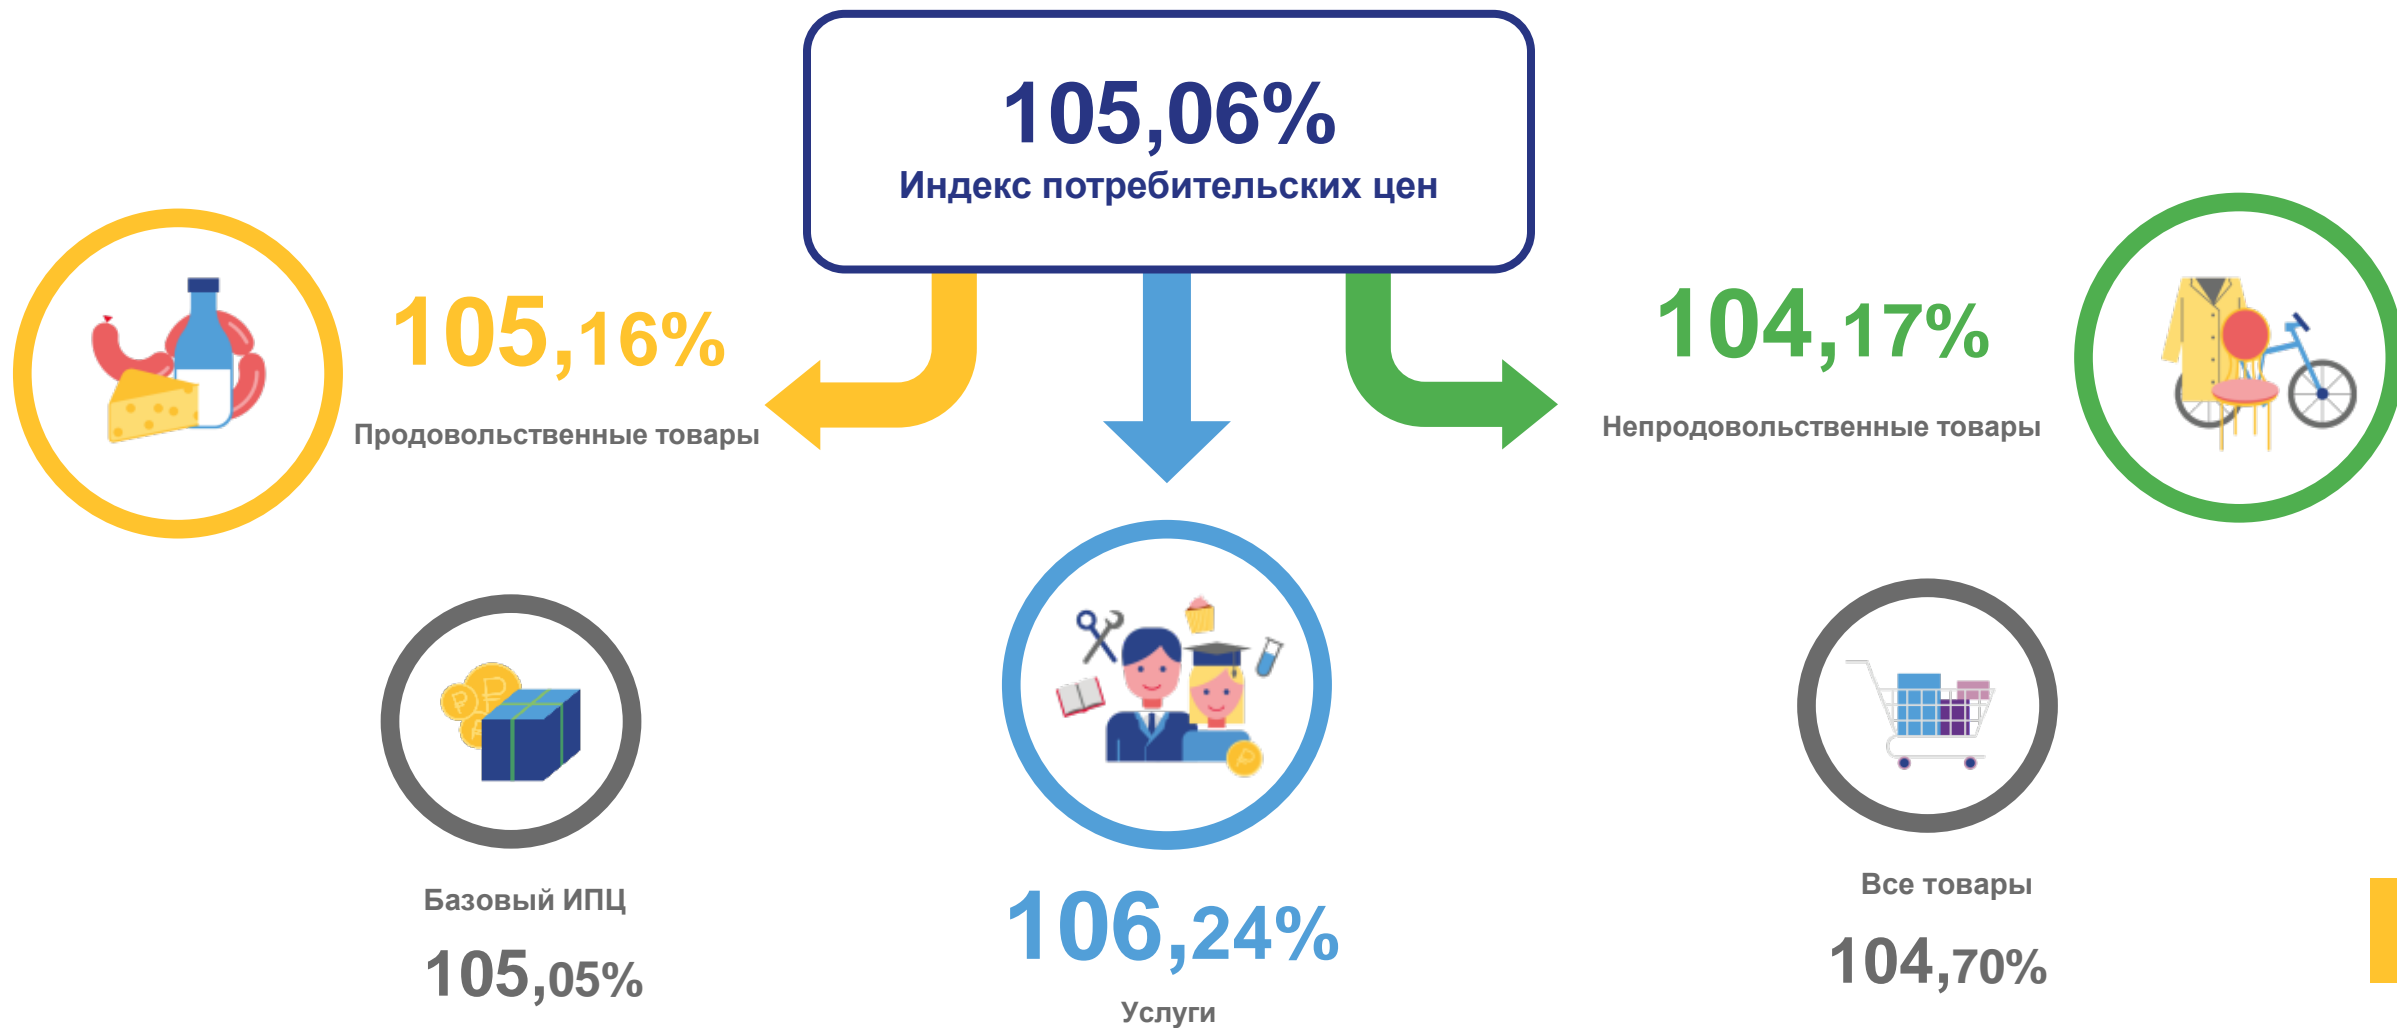 105,06%
Индекс потребительских цен
105,16%
Продовольственные товары
104,17%
Непродовольственные товары
Базовый ИПЦ
105,05%
106,24%
Услуги
Все товары
104,70%